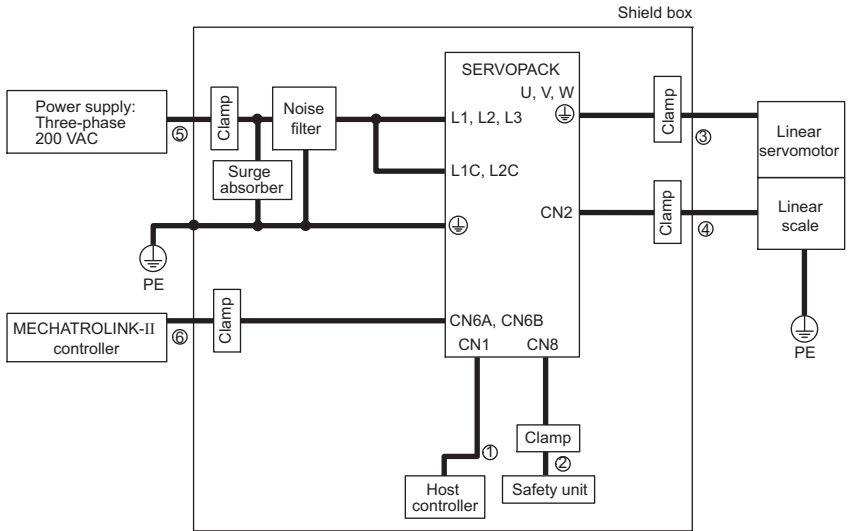 Shield box
Power supply:
Three-phase
200 VAC
⑤
Clamp
Noise
filter
Surge
absorber
SERVOPACK
U, V, W
L1, L2, L3
L1C, L2C
CN2
CN6A, CN6B
CN1
CN8
Clamp
③
Linear
servomotor
Clamp
④
Linear
scale
PE
PE
MECHATROLINK-II
controller
⑥
Clamp
①
Host
controller
Clamp
②
Safety unit